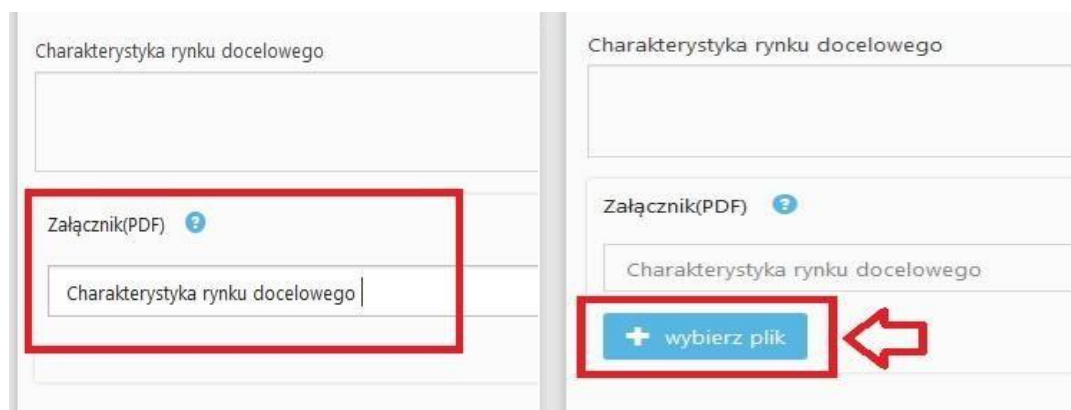 Charakterystyka rynku docelowego
Załącznik(PDF) ?
Charakterystyka rynku docelowego
Charakterystyka rynku docelowego
Załącznik(PDF) ?
Charakterystyka rynku docelowego
+ wybierz plik